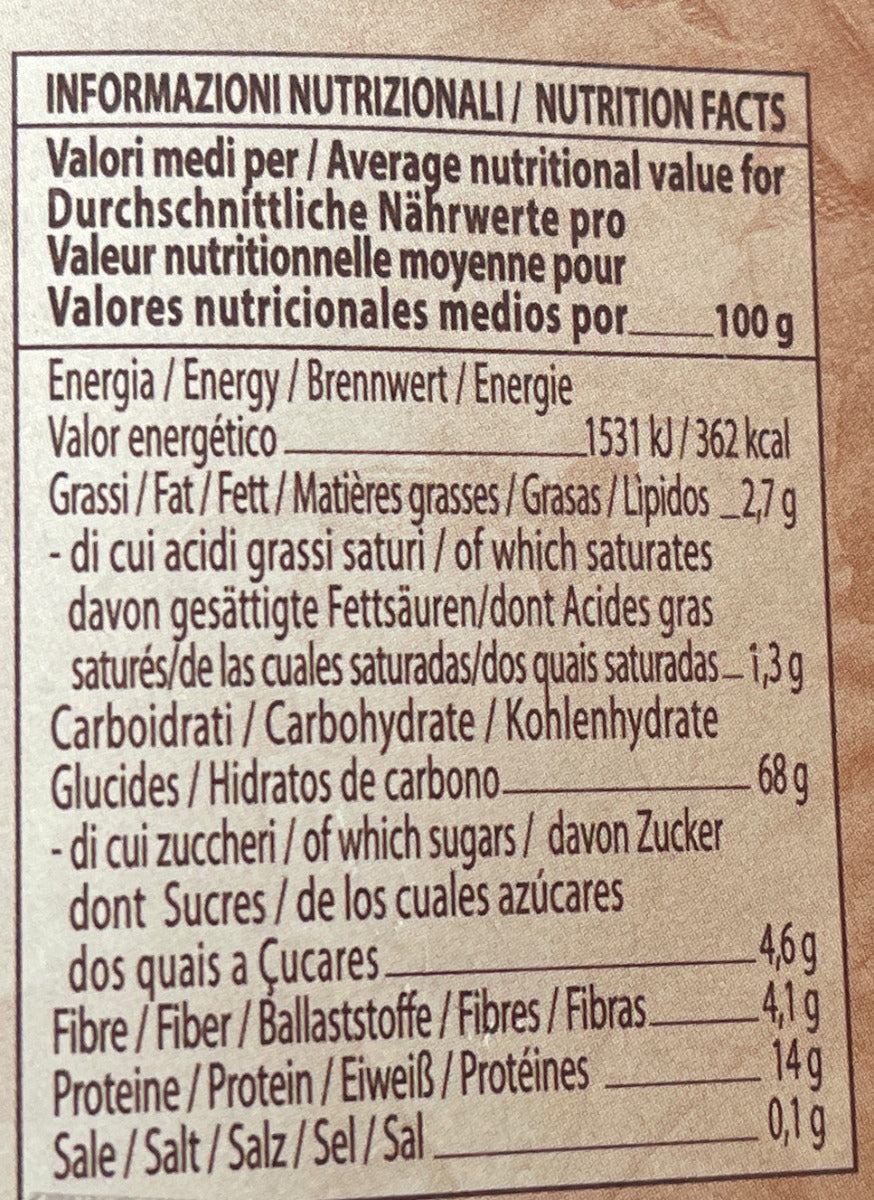 INFORMAZIONI NUTRIZIONALI / NUTRITION FACTS
Valori medi per / Average nutritional value for
Durchschnittliche Nährwerte pro
Valeur nutritionnelle moyenne pour
Valores nutricionales medios por 100 g
Energia / Energy / Brennwert / Energie
Valor energético 1531 kJ / 362 kcal
Grassi / Fat / Fett / Matières grasses / Grasas / Lìpidos 2,7 g
- di cui acidi grassi saturi / of which saturates
davon gesättigte Fettsäuren/dont Acides gras
saturés/de las cuales saturadas/dos quais saturadas 1,3 g
Carboidrati / Carbohydrate / Kohlenhydrate
Glucides / Hidratos de carbono 68 g
- di cui zuccheri / of which sugars / davon Zucker
dont Sucres / de los cuales azúcares
dos quais a Çucares 4,6 g
Fibre / Fiber / Ballaststoffe / Fibres / Fibras 4,1 g
Proteine / Protein / Eiweiß / Protéines 14 g
Sale / Salt / Salz / Sel / Sal 0,1 g